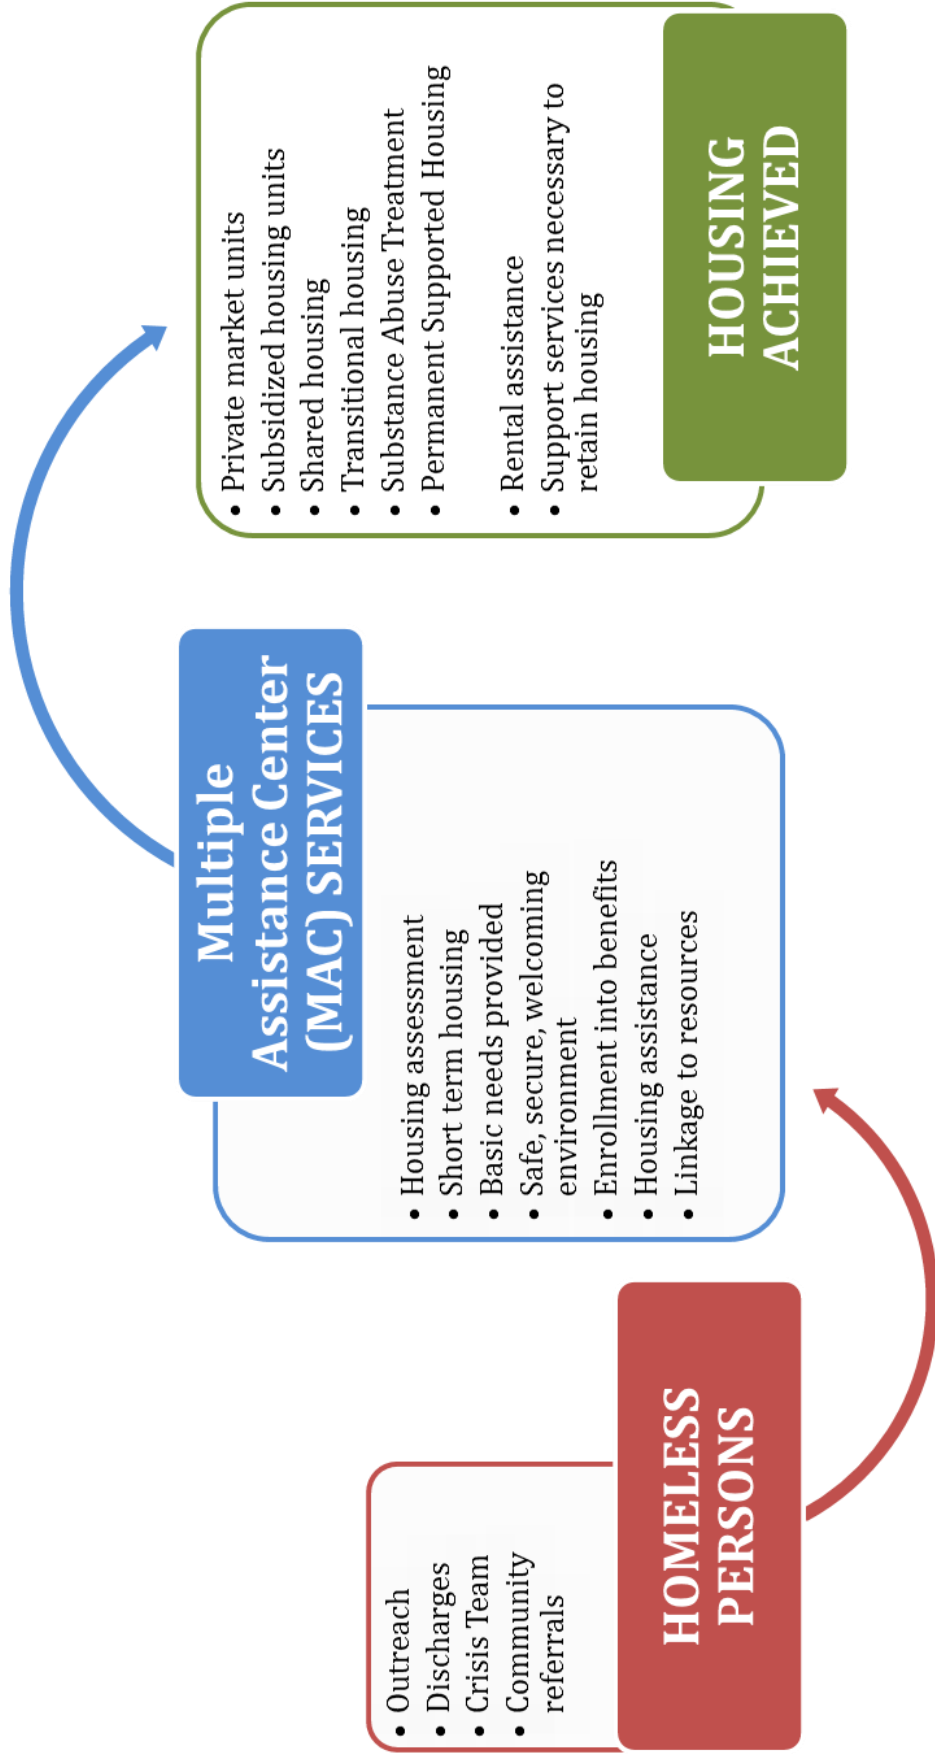 • Outreach
• Discharges
• Crisis Team
• Community
referrals
HOMELESS
PERSONS
Multiple
Assistance Center
(MAC) SERVICES
• Housing assessment
• Short term housing
• Basic needs provided
• Safe, secure, welcoming
environment
• Enrollment into benefits
• Housing assistance
• Linkage to resources
• Private market units
• Subsidized housing units
• Shared housing
• Transitional housing
• Substance Abuse Treatment
• Permanent Supported Housing
• Rental assistance
• Support services necessary to
retain housing
HOUSING
ACHIEVED